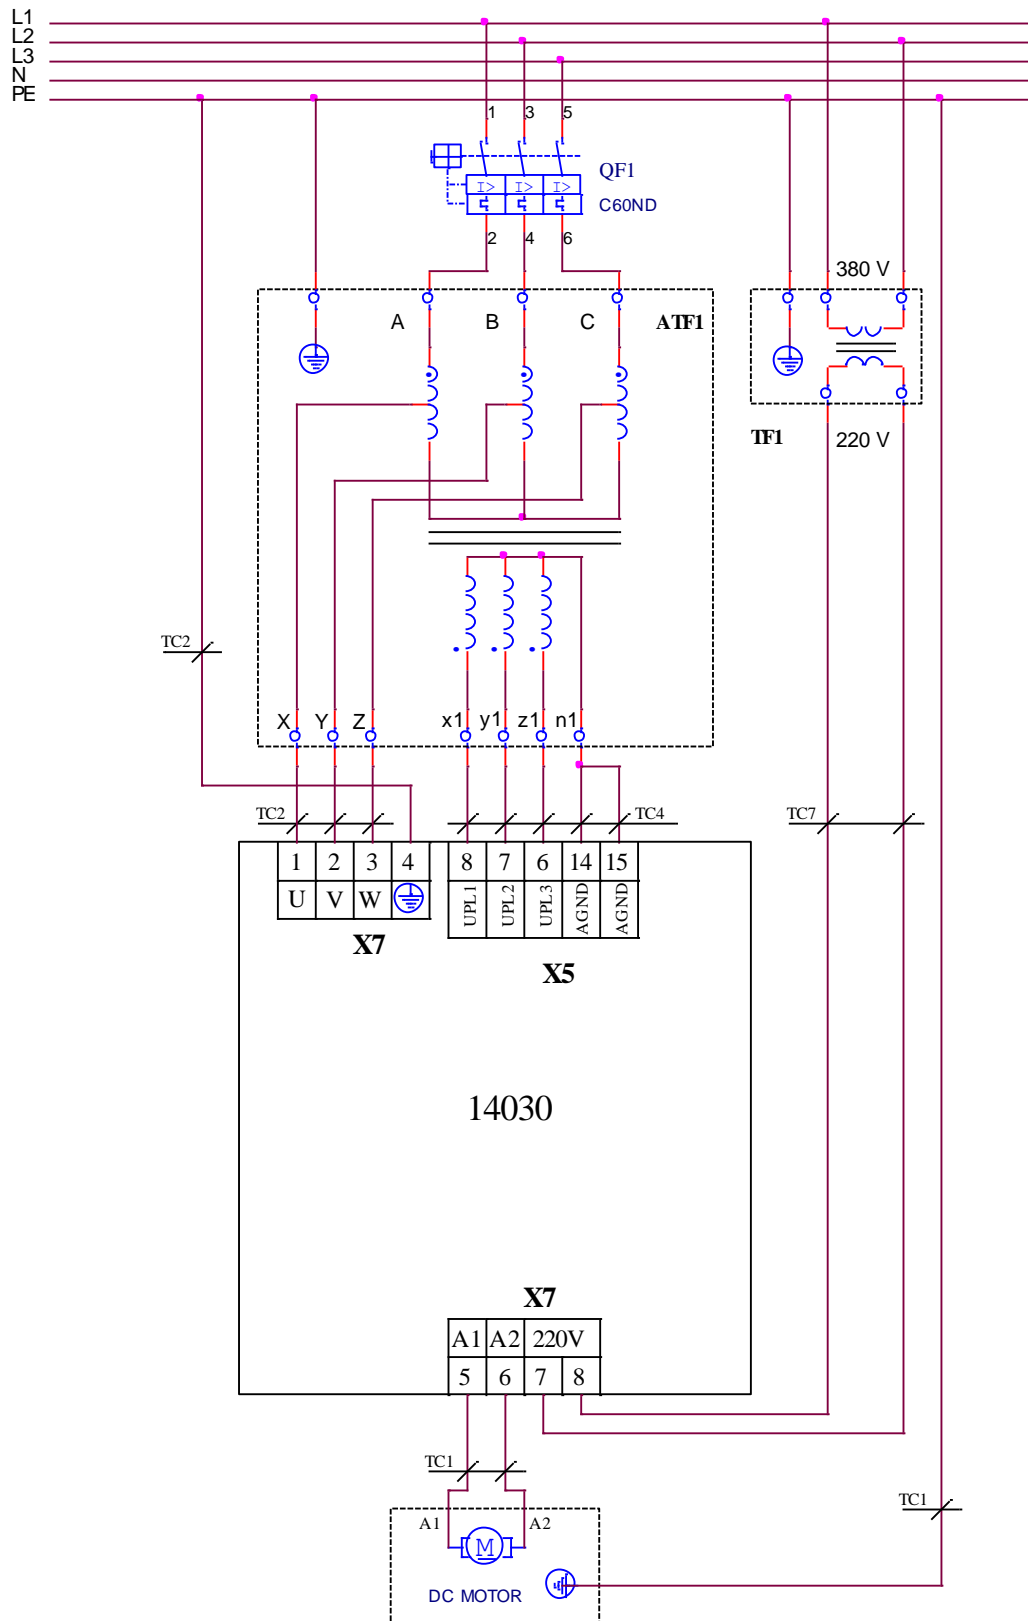 L1
L2
L3
N
PE
1 3 5
QF1
I> I> I>
C60ND
2 4 6
380 V
A B C ATF1
TF1 220 V
TC2
X Y Z x1 y1 z1 n1
TC2 TC4 TC7
1 2 3 4 8 7 6 14 15
U V W UPL1 UPL2 UPL3 AGND AGND
X7
X5
14030
X7
A1 A2 220V
5 6 7 8
TC1
TC1
A1 A2
M
DC MOTOR